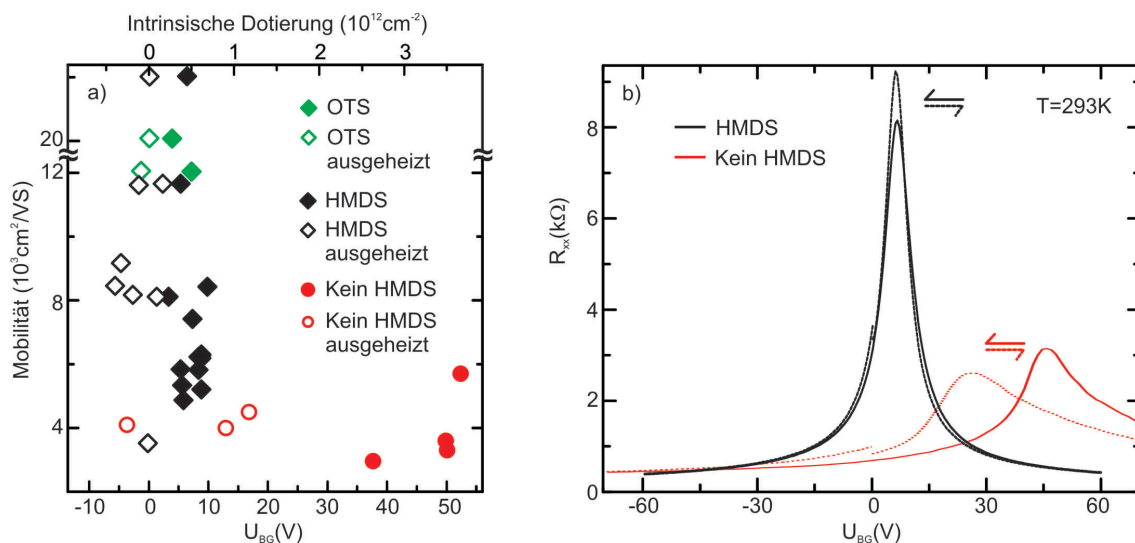 Intrinsische Dotierung (10¹²cm⁻²)
0 1 2 3
a)
OTS
OTS
ausgeheizt
HMDS
HMDS
ausgeheizt
Kein HMDS
Kein HMDS
ausgeheizt
Mobilität (10³cm²/VS)
20
12
8
4
-10 0 10 20 30 40 50
U_BG(V)
b)
T=293K
HMDS
Kein HMDS
R_xx(kΩ)
8
6
4
2
0
-60 -30 0 30 60
U_BG(V)